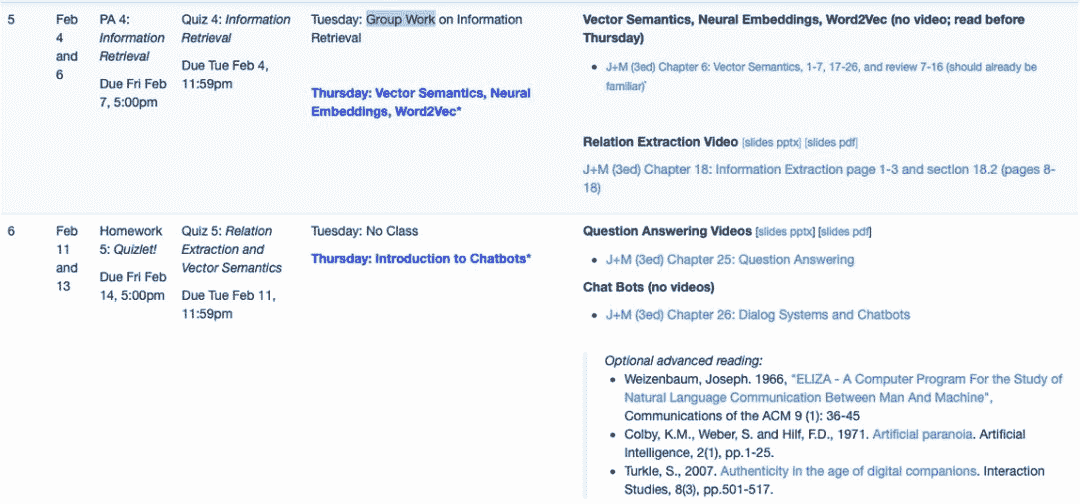 5
Feb
4
and
6
PA 4:
Information
Retrieval
Due Fri Feb
7, 5:00pm
Quiz 4: Information
Retrieval
Due Tue Feb 4,
11:59pm
Tuesday: Group Work on Information
Retrieval
Thursday: Vector Semantics, Neural
Embeddings, Word2Vec*
Vector Semantics, Neural Embeddings, Word2Vec (no video; read before
Thursday)
• J+M (3ed) Chapter 6: Vector Semantics, 1-7, 17-26, and review 7-16 (should already be
familiar)`
Relation Extraction Video [slides pptx] [slides pdf]
J+M (3ed) Chapter 18: Information Extraction page 1-3 and section 18.2 (pages 8-
18)
6
Feb
11
and
13
Homework
5: Quizlet!
Due Fri Feb
14, 5:00pm
Quiz 5: Relation
Extraction and
Vector Semantics
Due Tue Feb 11,
11:59pm
Tuesday: No Class
Thursday: Introduction to Chatbots*
Question Answering Videos [slides pptx] [slides pdf]
• J+M (3ed) Chapter 25: Question Answering
Chat Bots (no videos)
• J+M (3ed) Chapter 26: Dialog Systems and Chatbots
Optional advanced reading:
• Weizenbaum, Joseph. 1966, "ELIZA - A Computer Program For the Study of
Natural Language Communication Between Man And Machine",
Communications of the ACM 9 (1): 36-45
• Colby, K.M., Weber, S. and Hilf, F.D., 1971. Artificial paranoia. Artificial
Intelligence, 2(1), pp.1-25.
• Turkle, S., 2007. Authenticity in the age of digital companions. Interaction
Studies, 8(3), pp.501-517.